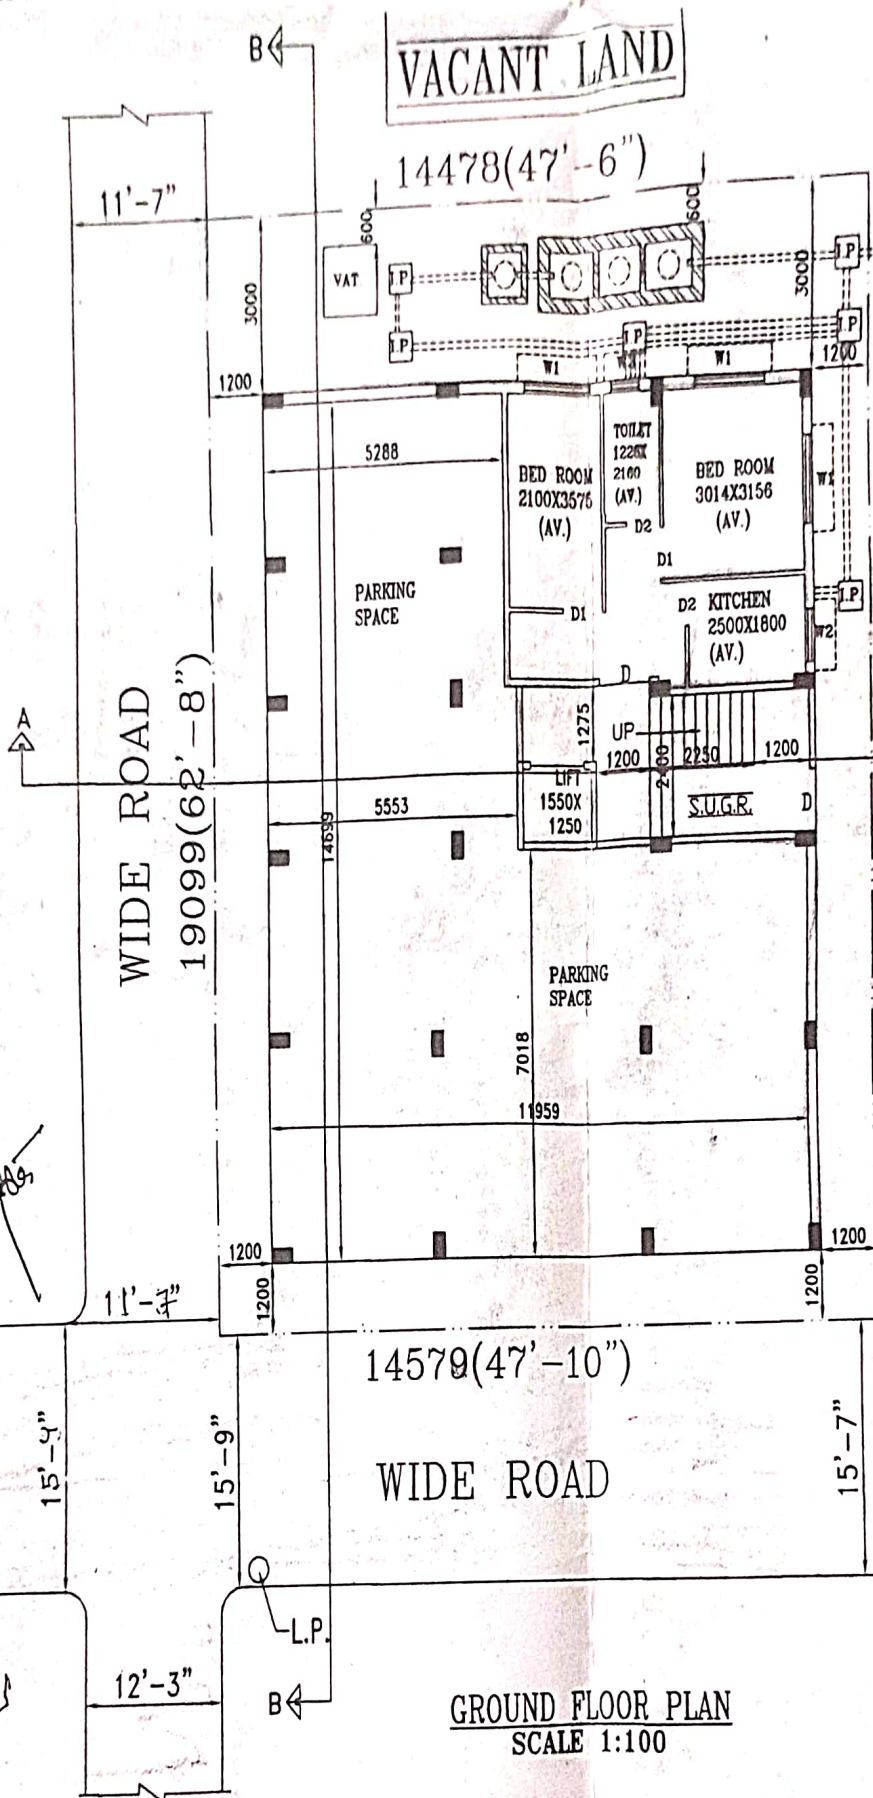 B
VACANT LAND
14478(47'-6")
11'-7"
600
600
VAT
I.P
I.P
3000
3000
I.P
I.P
I.P
1200
W1
W1
1200
5288
TOILET
2160
(AV.)
BED ROOM
2100X3575
(AV.)
BED ROOM
3014X3156
(AV.)
W1
D2
D1
PARKING
SPACE
I.P
D1
D2 KITCHEN
2500X1800
(AV.)
W2
D
WIDE ROAD
19099(62'-8")
A
1275
UP
1200
2250
1200
LIFT
1550X
1250
S.U.G.R.
D
5553
14699
PARKING
SPACE
7018
11959
1200
1200
1200
1200
14579(47'-10")
15'-9"
15'-7"
WIDE ROAD
L.P.
12'-3"
B
GROUND FLOOR PLAN
SCALE 1:100